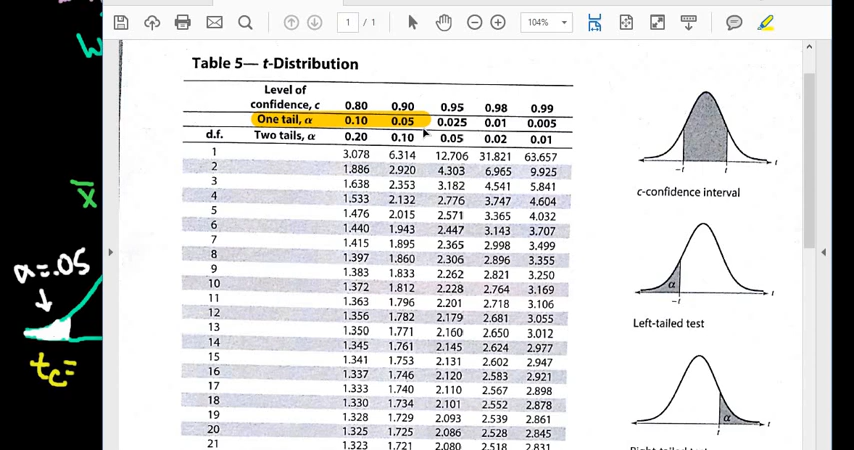 W
1 / 1
104%
Table 5— t-Distribution
Level of
confidence, c 0.80 0.90 0.95 0.98 0.99
One tail, α 0.10 0.05 0.025 0.01 0.005
d.f. Two tails, α 0.20 0.10 0.05 0.02 0.01
1 3.078 6.314 12.706 31.821 63.657
2 1.886 2.920 4.303 6.965 9.925
3 1.638 2.353 3.182 4.541 5.841
4 1.533 2.132 2.776 3.747 4.604
5 1.476 2.015 2.571 3.365 4.032
6 1.440 1.943 2.447 3.143 3.707
7 1.415 1.895 2.365 2.998 3.499
8 1.397 1.860 2.306 2.896 3.355
9 1.383 1.833 2.262 2.821 3.250
10 1.372 1.812 2.228 2.764 3.169
11 1.363 1.796 2.201 2.718 3.106
12 1.356 1.782 2.179 2.681 3.055
13 1.350 1.771 2.160 2.650 3.012
14 1.345 1.761 2.145 2.624 2.977
15 1.341 1.753 2.131 2.602 2.947
16 1.337 1.746 2.120 2.583 2.921
17 1.333 1.740 2.110 2.567 2.898
18 1.330 1.734 2.101 2.552 2.878
19 1.328 1.729 2.093 2.539 2.861
20 1.325 1.725 2.086 2.528 2.845
21 1.323 1.721 2.080 2.518 2.831
-t t t
c-confidence interval
α
-t t
Left-tailed test
α
t t
x̄
a=.05
tc=